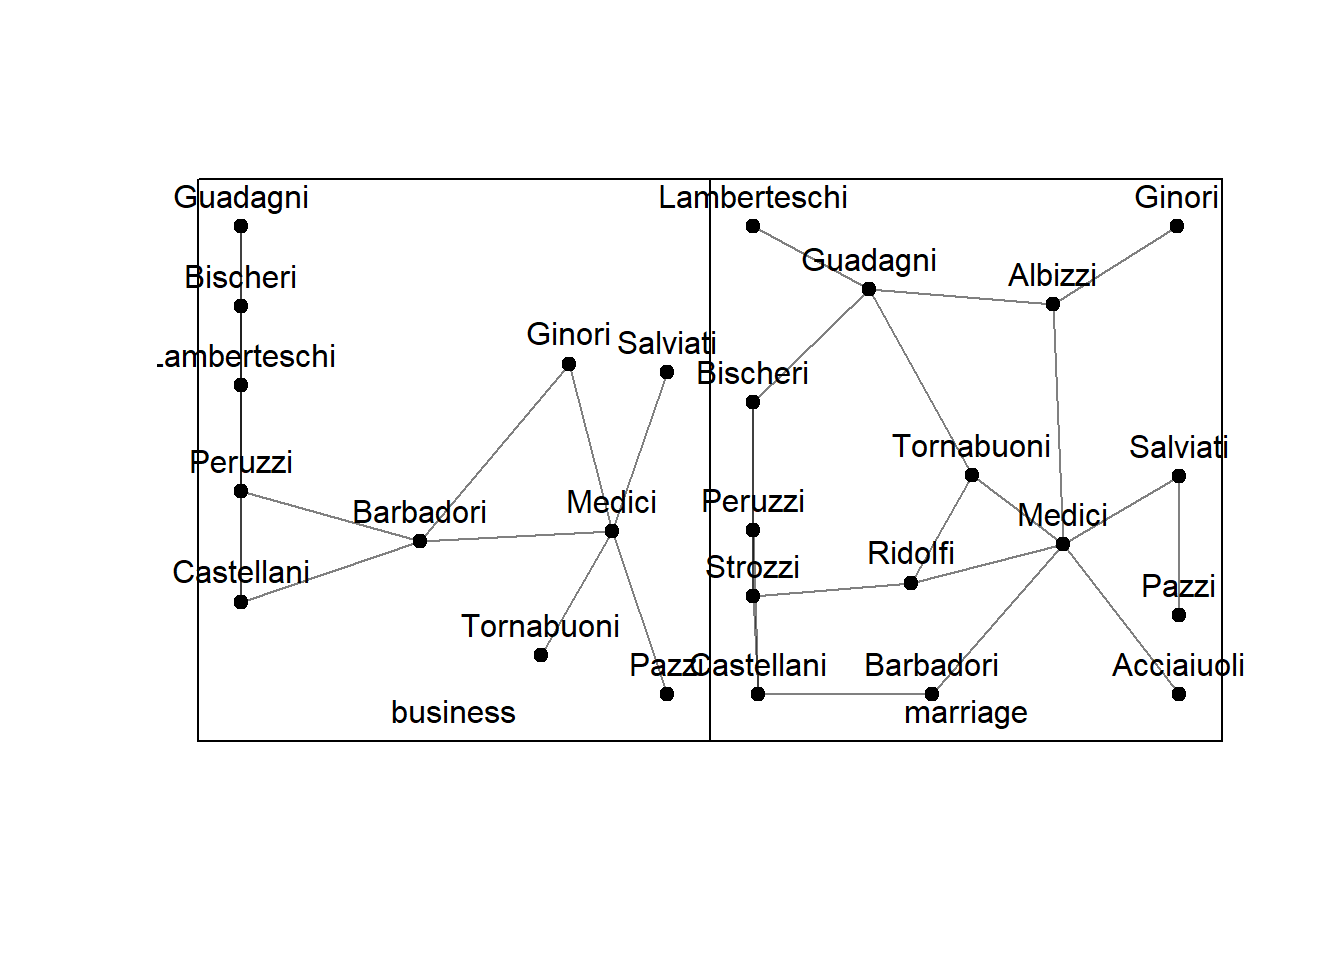 Guadagni
Bischeri
Lamberteschi
Peruzzi
Castellani
Barbadori
Ginori
Salviati
Medici
Tornabuoni
Pazzi
business
Lamberteschi
Ginori
Guadagni
Albizzi
Bischeri
Tornabuoni
Salviati
Peruzzi
Medici
Strozzi
Ridolfi
Pazzi
Castellani
Barbadori
Acciaiuoli
marriage